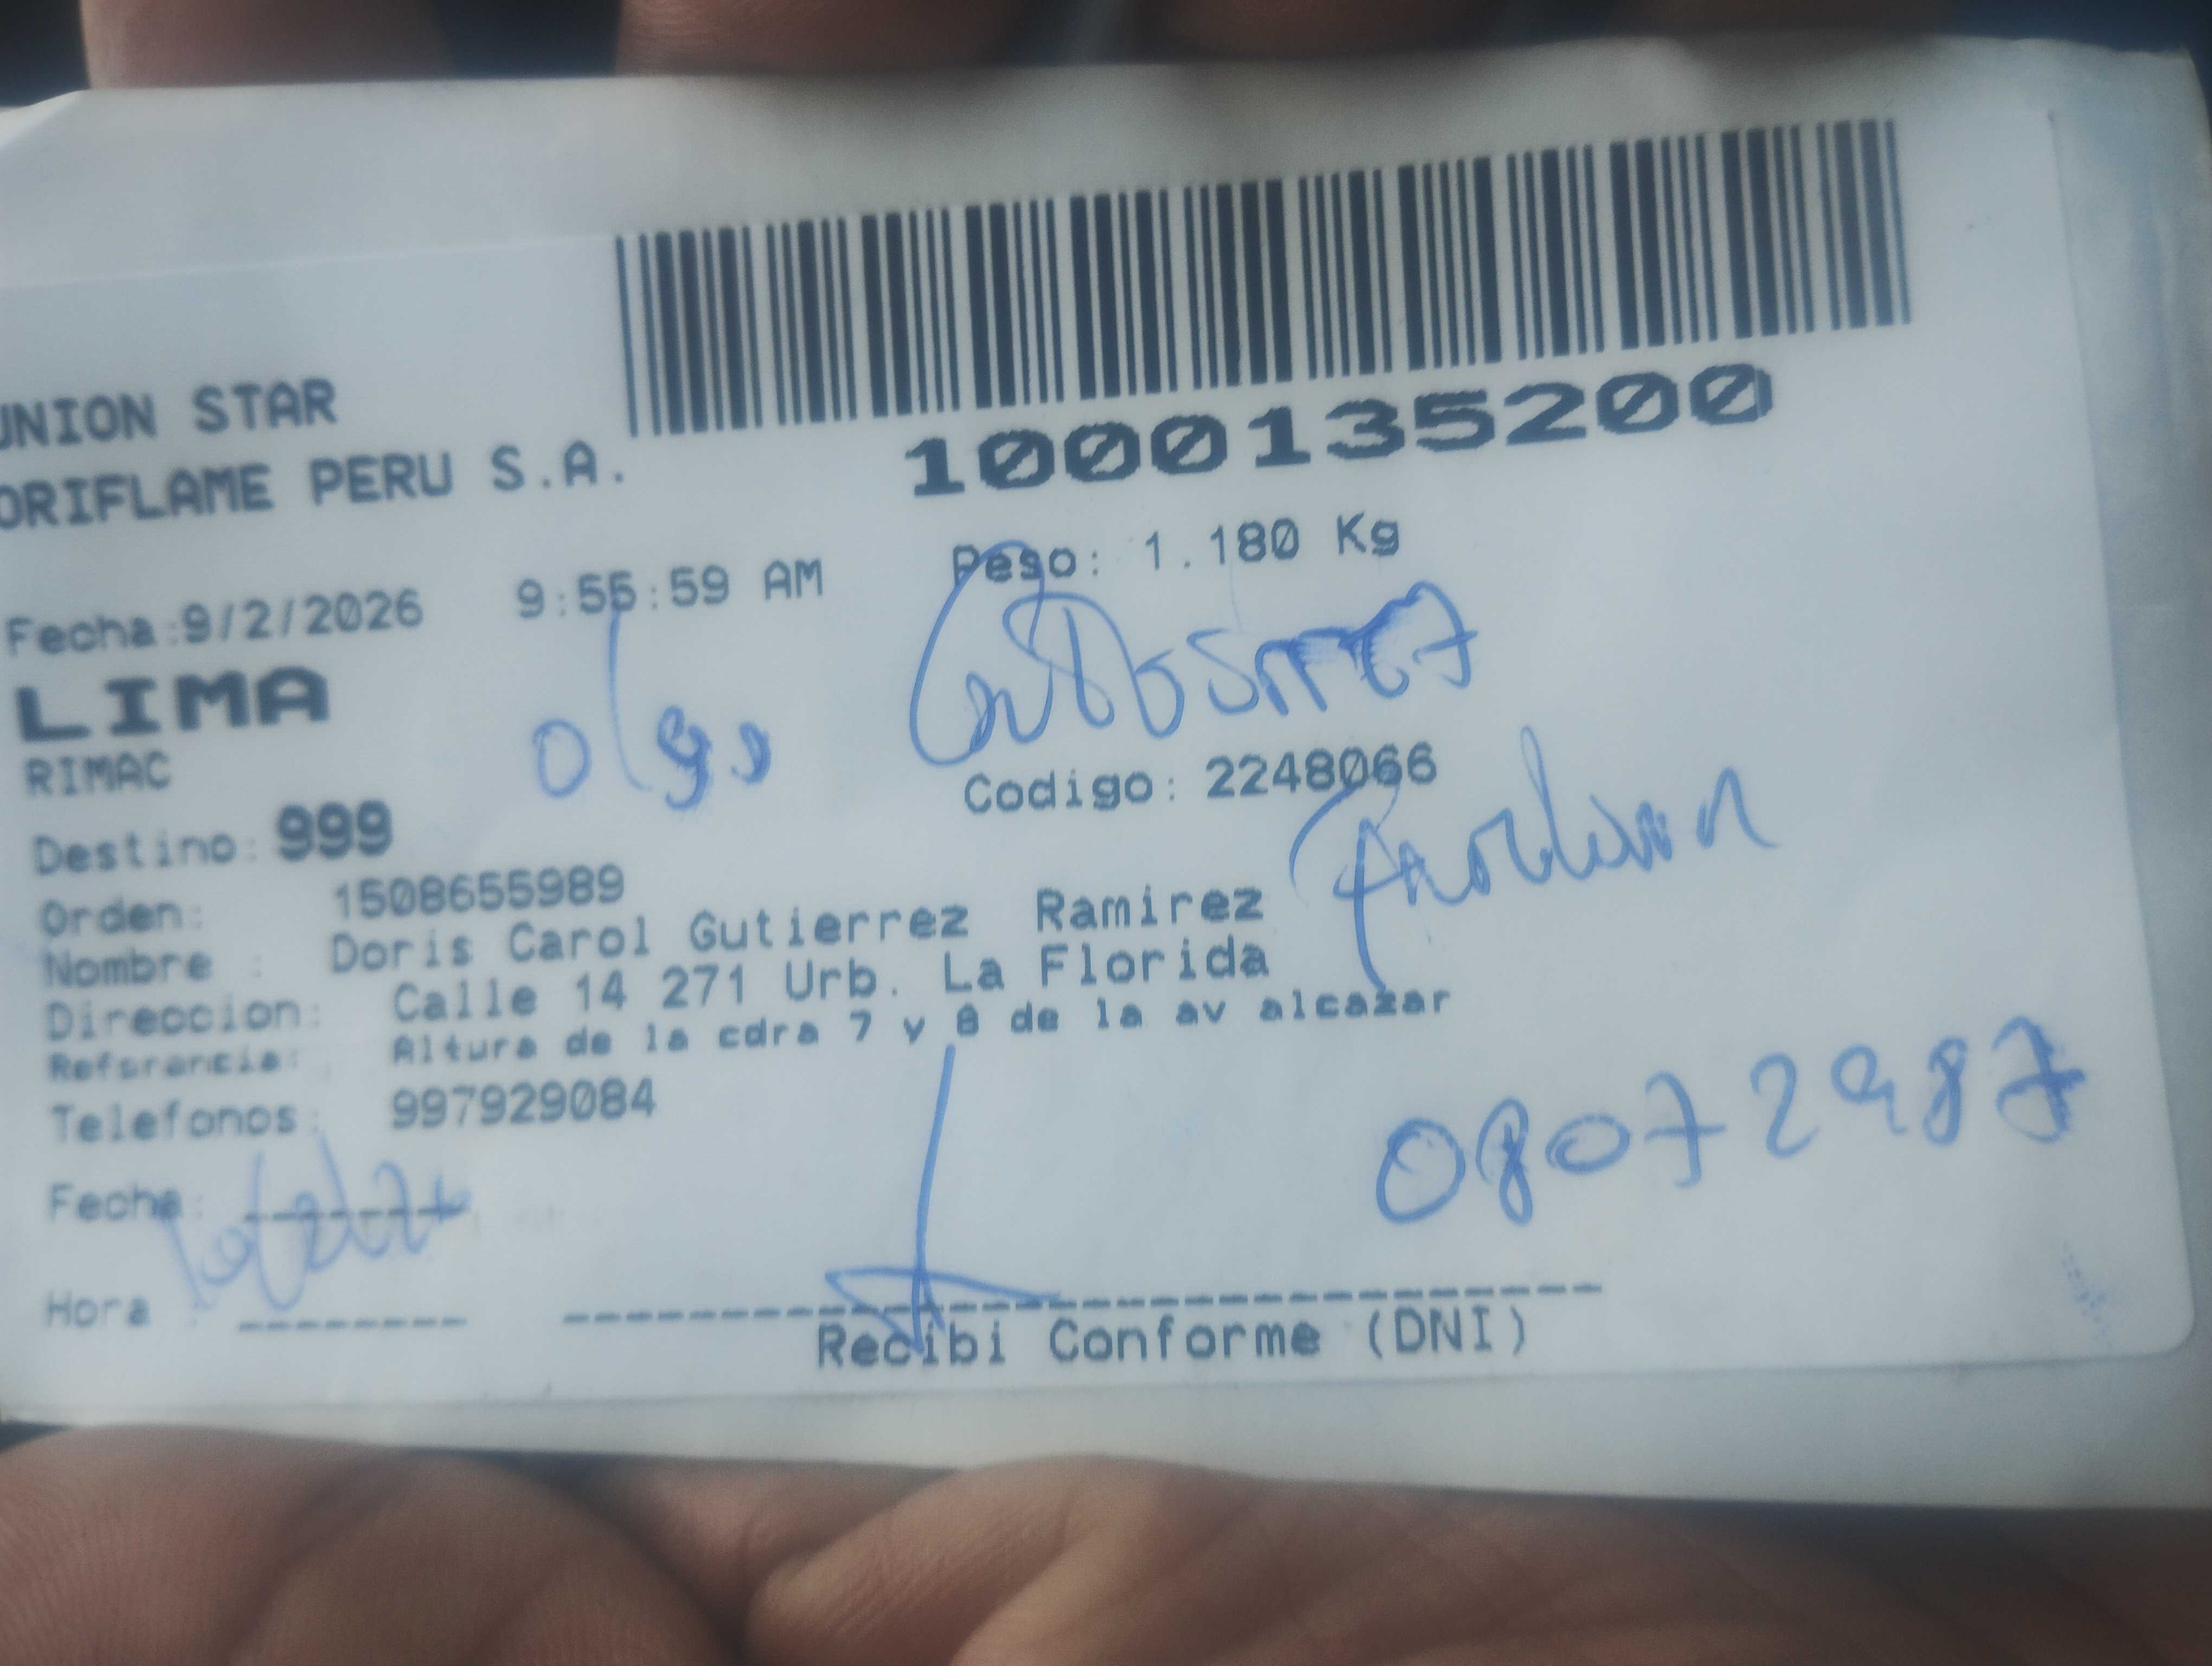 UNION STAR
ORIFLAME PERU S.A.
1000135200
Fecha:9/2/2026 9:55:59 AM Peso: 1.180 Kg
LIMA
RIMAC
olga Gutierrez
Codigo: 2248066
Destino: 999
Orden: 1508655989
Nombre : Doris Carol Gutierrez Ramirez
Direccion: Calle 14 271 Urb. La Florida
Referencia: Altura de la cdra 7 y 8 de la av alcazar
Telefonos: 997929084
08072987
Fecha:
Hora :
Recibi Conforme (DNI)